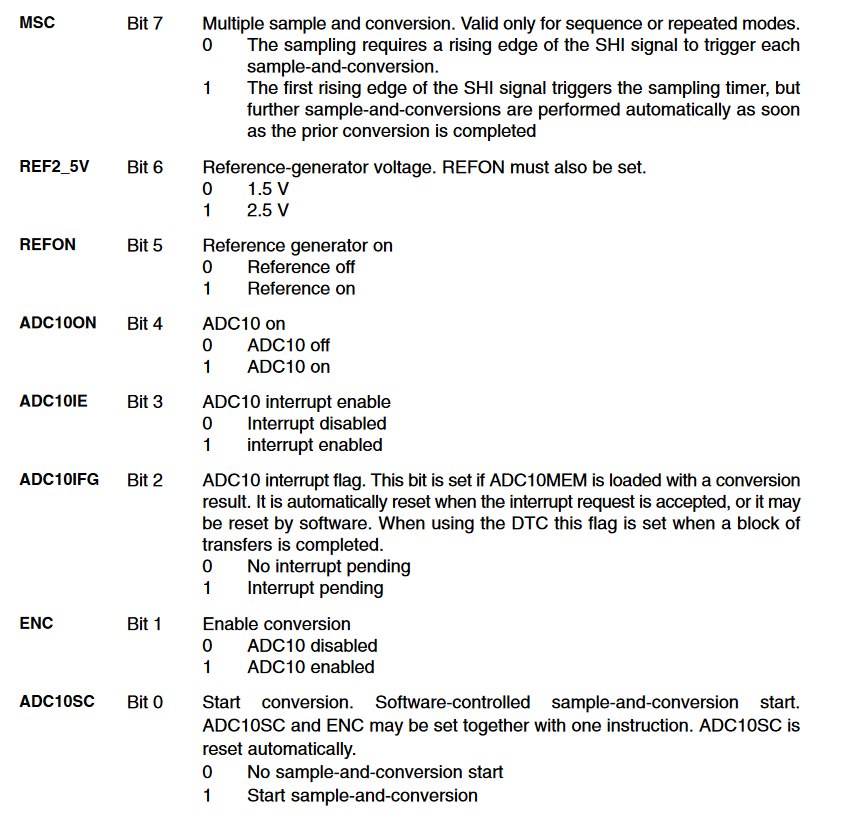 MSC Bit 7 Multiple sample and conversion. Valid only for sequence or repeated modes.
0 The sampling requires a rising edge of the SHI signal to trigger each
sample-and-conversion.
1 The first rising edge of the SHI signal triggers the sampling timer, but
further sample-and-conversions are performed automatically as soon
as the prior conversion is completed
REF2_5V Bit 6 Reference-generator voltage. REFON must also be set.
0 1.5 V
1 2.5 V
REFON Bit 5 Reference generator on
0 Reference off
1 Reference on
ADC10ON Bit 4 ADC10 on
0 ADC10 off
1 ADC10 on
ADC10IE Bit 3 ADC10 interrupt enable
0 Interrupt disabled
1 interrupt enabled
ADC10IFG Bit 2 ADC10 interrupt flag. This bit is set if ADC10MEM is loaded with a conversion
result. It is automatically reset when the interrupt request is accepted, or it may
be reset by software. When using the DTC this flag is set when a block of
transfers is completed.
0 No interrupt pending
1 Interrupt pending
ENC Bit 1 Enable conversion
0 ADC10 disabled
1 ADC10 enabled
ADC10SC Bit 0 Start conversion. Software-controlled sample-and-conversion start.
ADC10SC and ENC may be set together with one instruction. ADC10SC is
reset automatically.
0 No sample-and-conversion start
1 Start sample-and-conversion